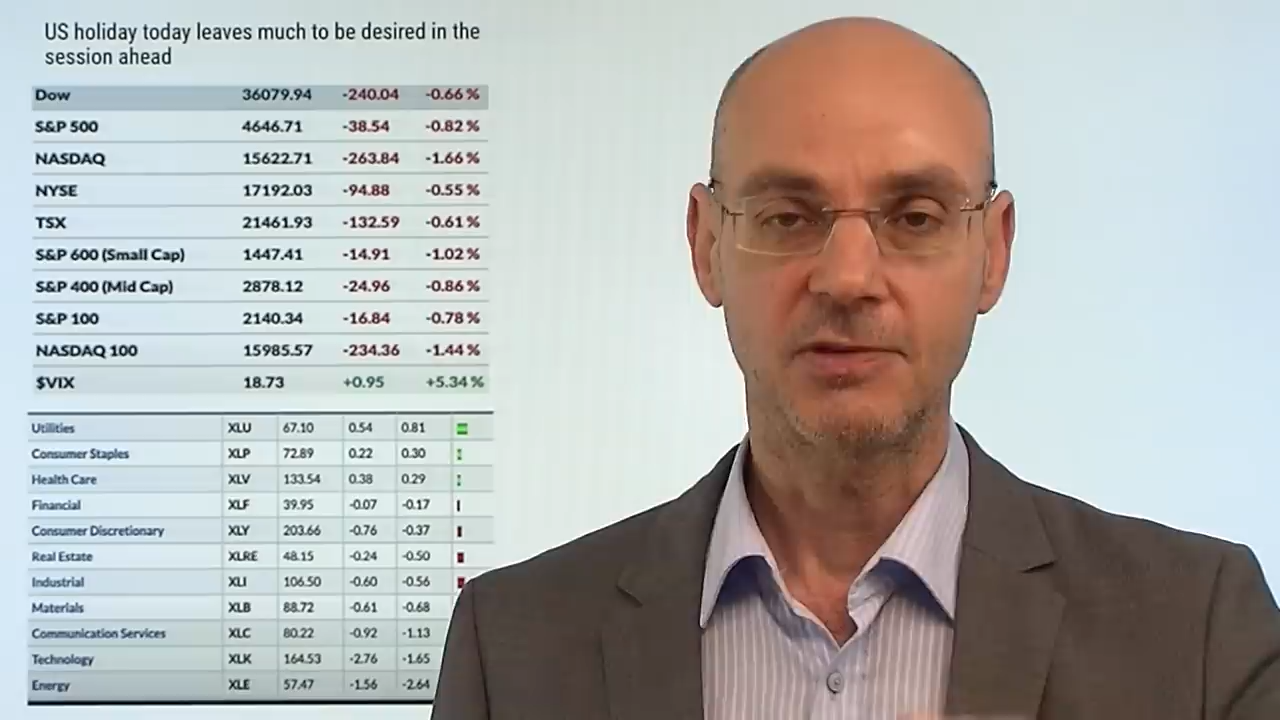 US holiday today leaves much to be desired in the
session ahead
Dow 36079.94 -240.04 -0.66 %
S&P 500 4646.71 -38.54 -0.82 %
NASDAQ 15622.71 -263.84 -1.66 %
NYSE 17192.03 -94.88 -0.55 %
TSX 21461.93 -132.59 -0.61 %
S&P 600 (Small Cap) 1447.41 -14.91 -1.02 %
S&P 400 (Mid Cap) 2878.12 -24.96 -0.86 %
S&P 100 2140.34 -16.84 -0.78 %
NASDAQ 100 15985.57 -234.36 -1.44 %
$VIX 18.73 +0.95 +5.34 %
Utilities XLU 67.10 0.54 0.81
Consumer Staples XLP 72.89 0.22 0.30
Health Care XLV 133.54 0.38 0.29
Financial XLF 39.95 -0.07 -0.17
Consumer Discretionary XLY 203.66 -0.76 -0.37
Real Estate XLRE 48.15 -0.24 -0.50
Industrial XLI 106.50 -0.60 -0.56
Materials XLB 88.72 -0.61 -0.68
Communication Services XLC 80.22 -0.92 -1.13
Technology XLK 164.53 -2.76 -1.65
Energy XLE 57.47 -1.56 -2.64